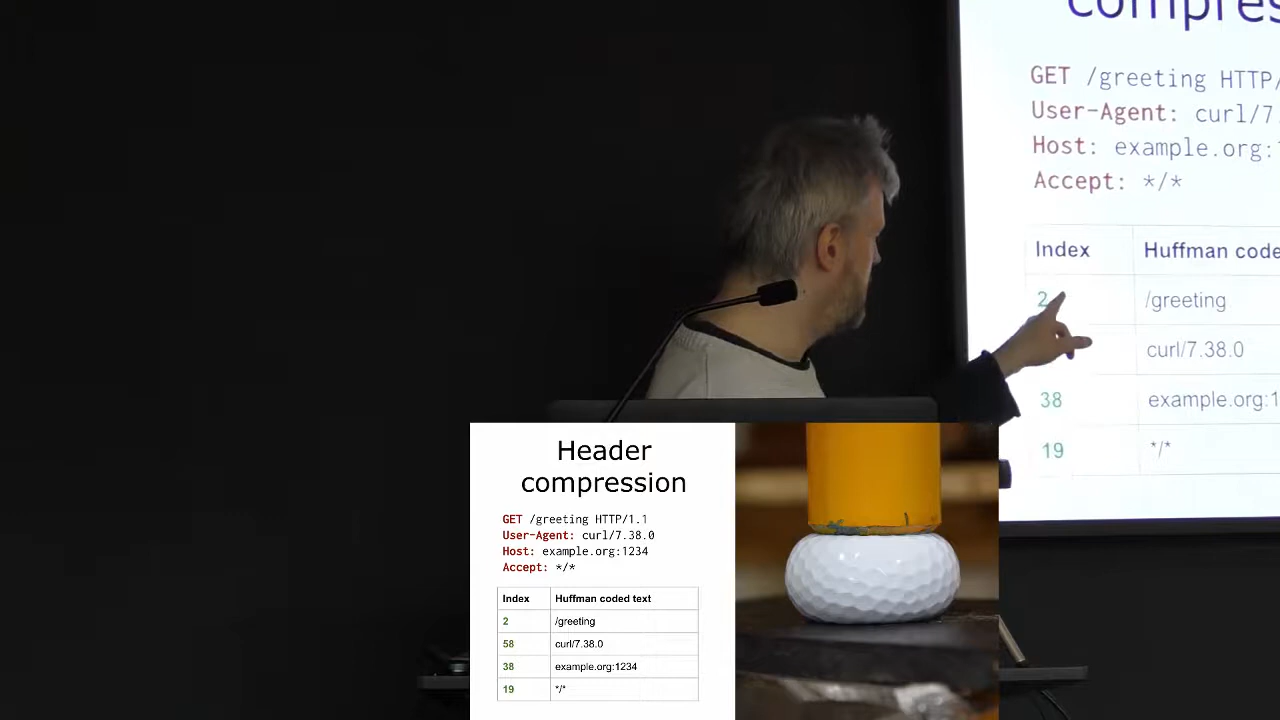 compres
GET /greeting HTTP/
User-Agent: curl/7.
Host: example.org:
Accept: */*
Index Huffman code
2 /greeting
curl/7.38.0
38 example.org:1
19 */*
Header
compression
GET /greeting HTTP/1.1
User-Agent: curl/7.38.0
Host: example.org:1234
Accept: */*
Index Huffman coded text
2 /greeting
58 curl/7.38.0
38 example.org:1234
19 */*